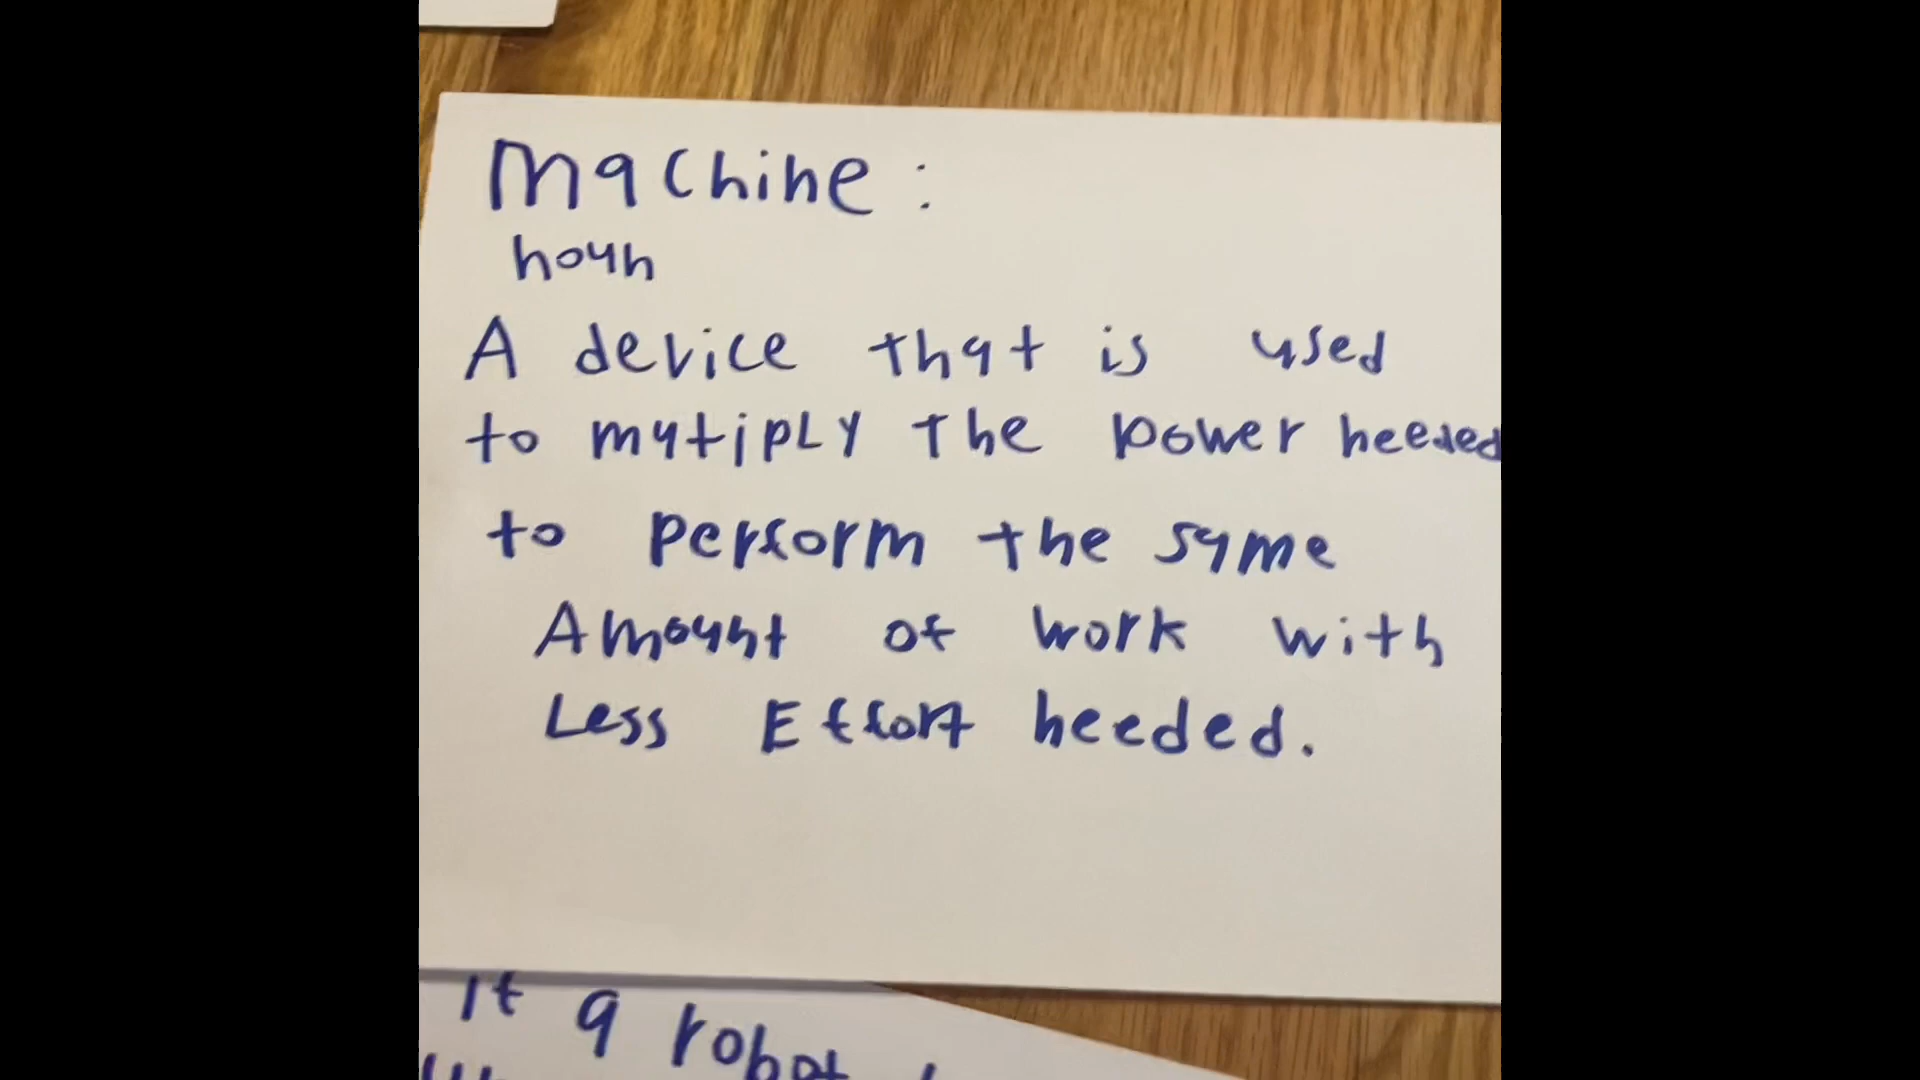 Machine:
noun
A device that is used
to mutiply the power needed
to perform the same
Amount of work with
Less Effort needed.
If a robot